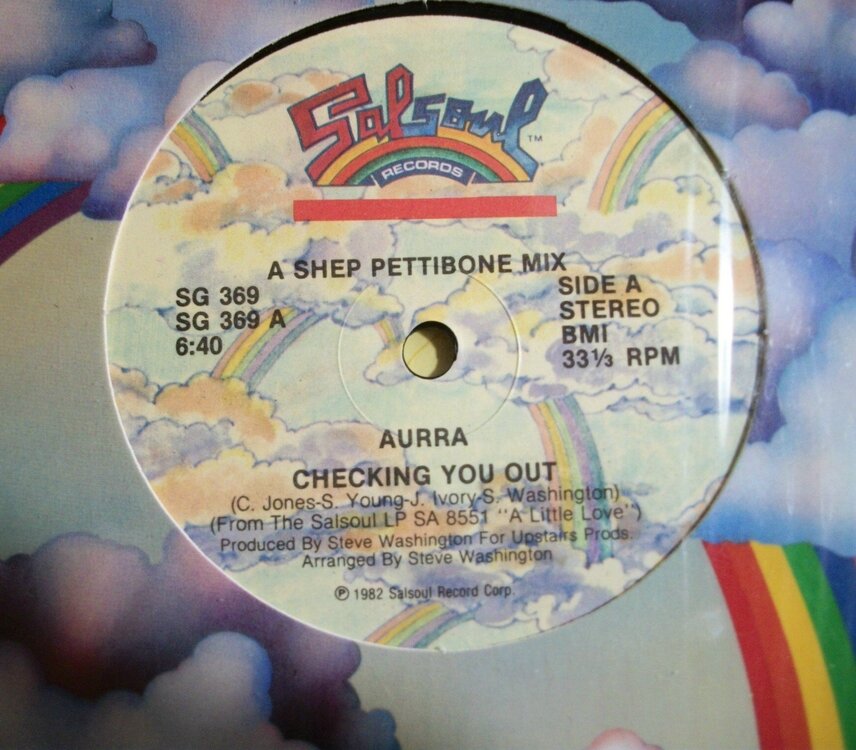 Salsoul ™
RECORDS
A SHEP PETTIBONE MIX
SG 369
SG 369 A
6:40
SIDE A
STEREO
BMI
33⅓ RPM
AURRA
CHECKING YOU OUT
(C. Jones-S. Young-J. Ivory-S. Washington)
(From The Salsoul LP SA 8551 "A Little Love")
Produced By Steve Washington For Upstairs Prods.
Arranged By Steve Washington
℗ 1982 Salsoul Record Corp.